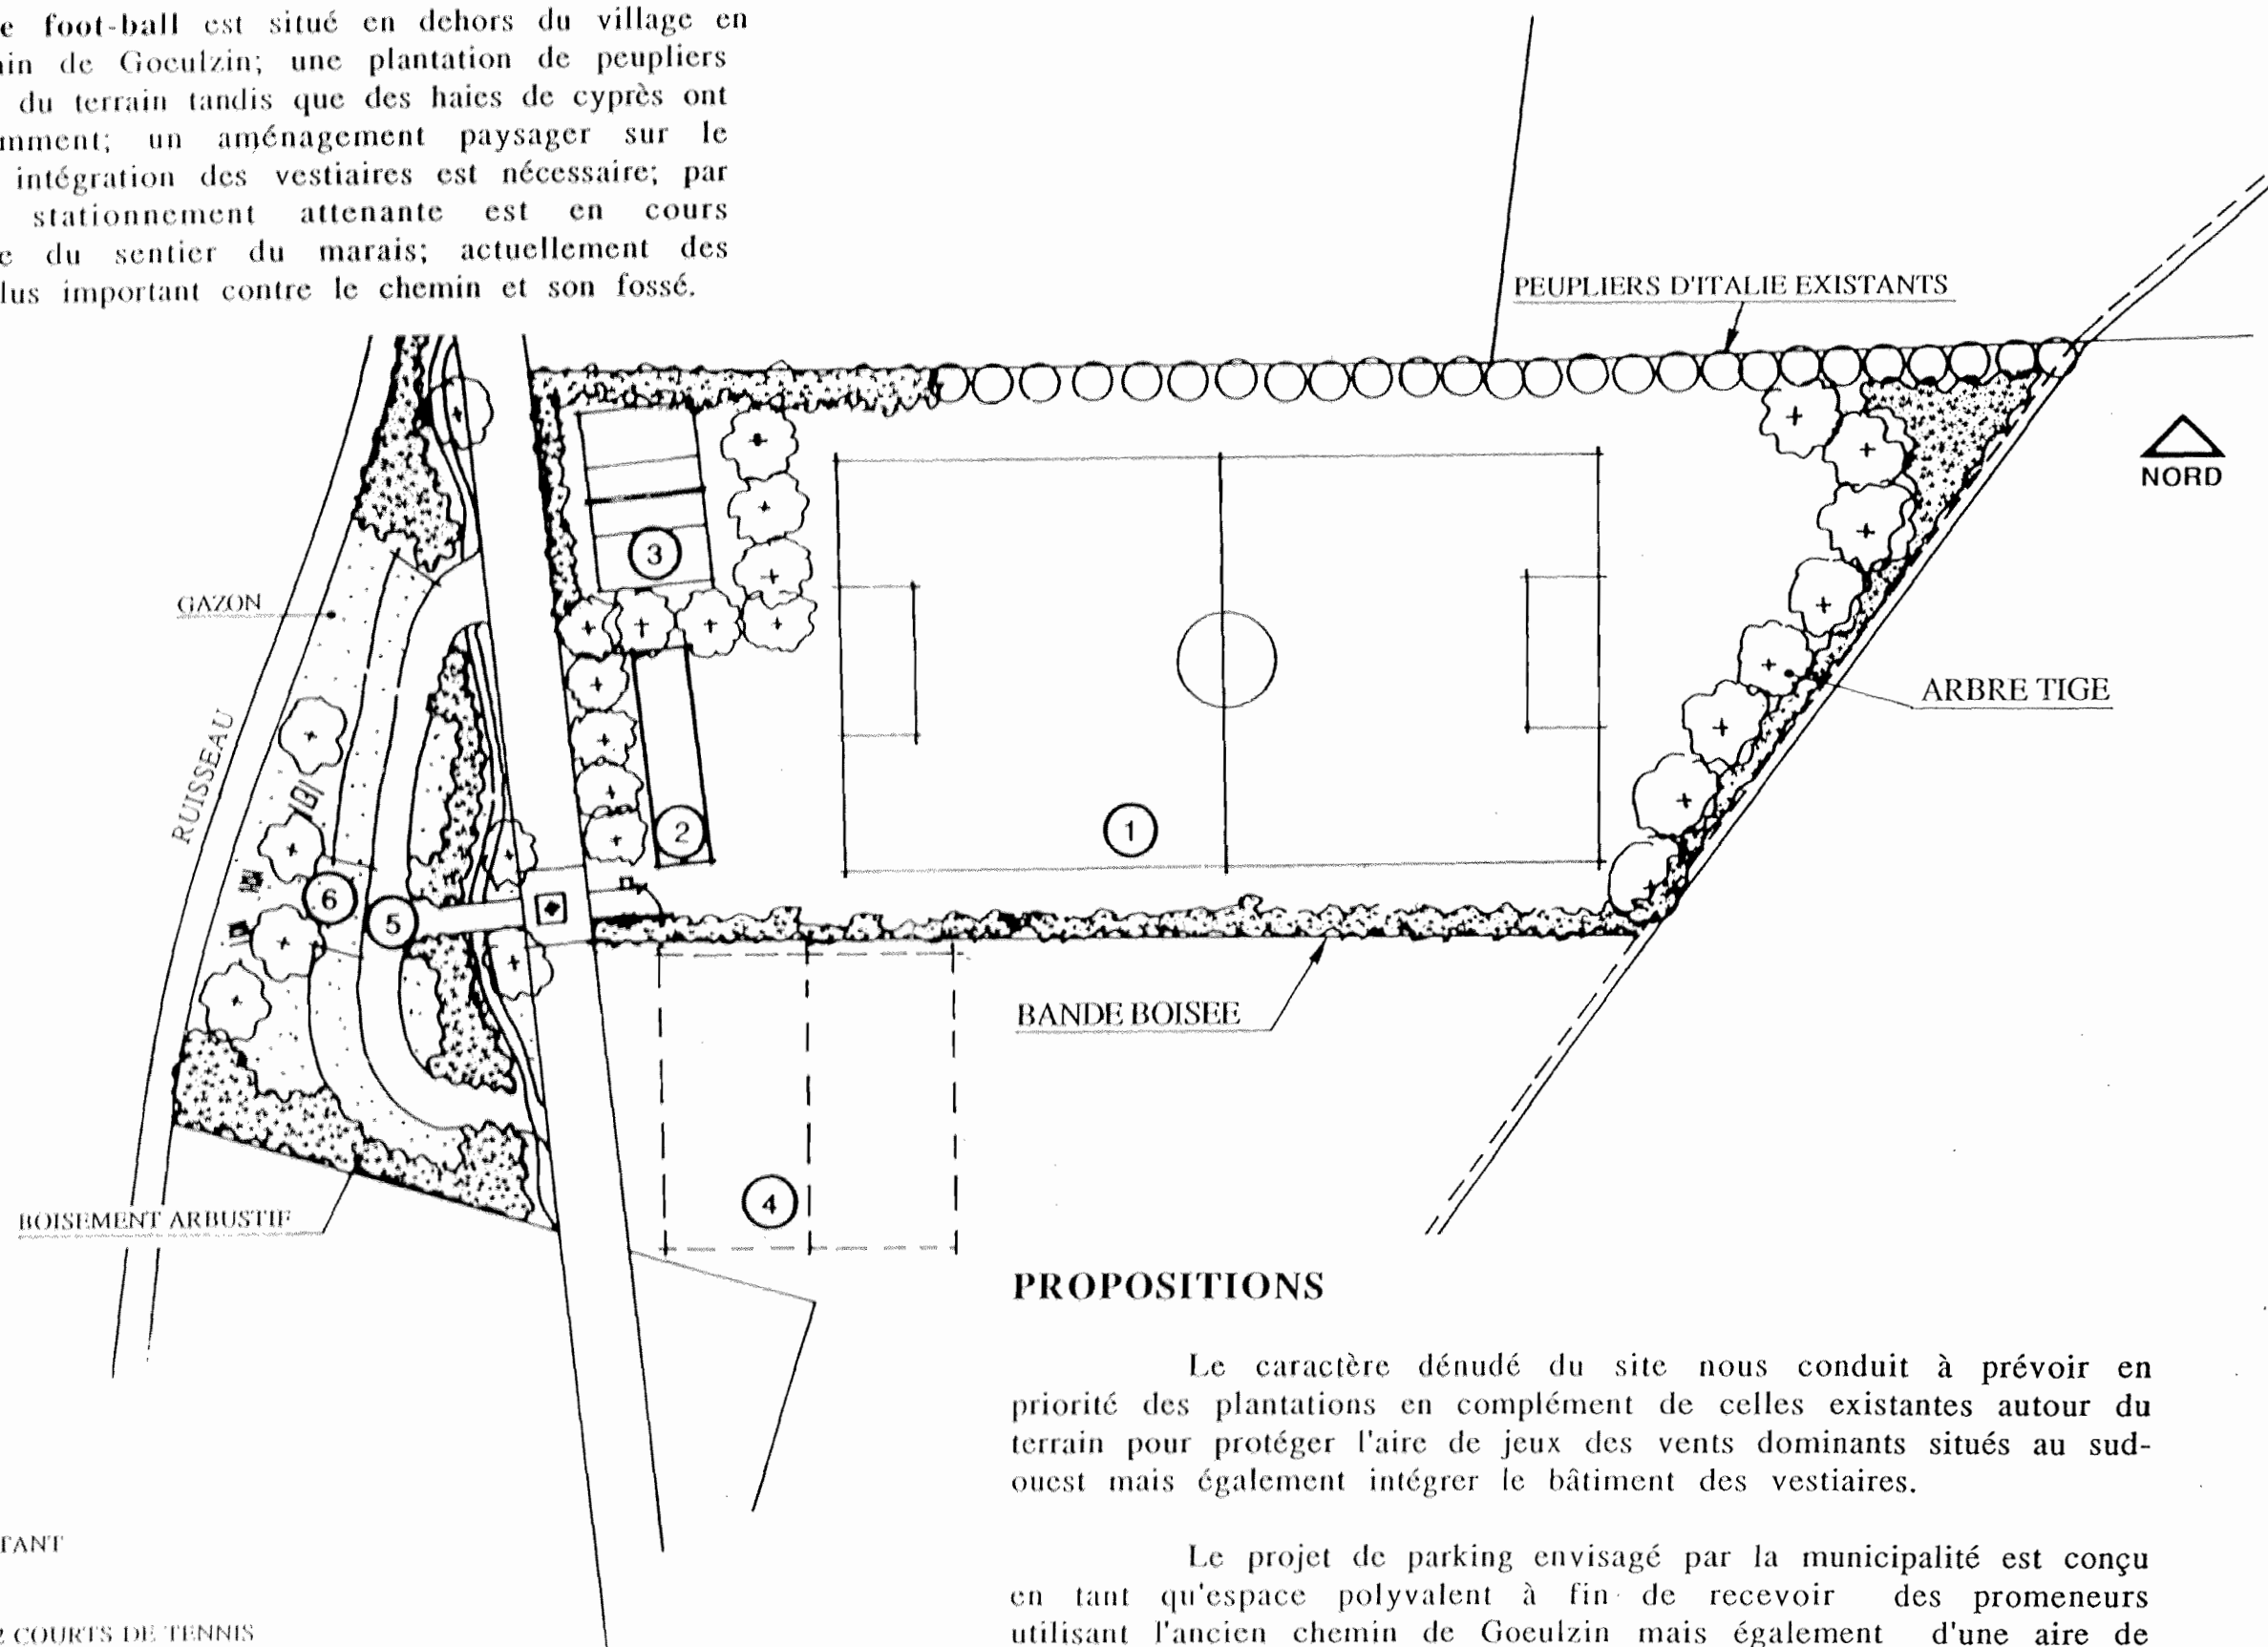 e foot-ball est situé en dehors du village en
in de Goeulzin; une plantation de peupliers
du terrain tandis que des haies de cyprès ont
mment; un aménagement paysager sur le
intégration des vestiaires est nécessaire; par
stationnement attenante est en cours
e du sentier du marais; actuellement des
lus important contre le chemin et son fossé.
PEUPLIERS D'ITALIE EXISTANTS
NORD
3
GAZON
ARBRE TIGE
RUISSEAU
2
1
6
5
BANDE BOISEE
4
BOISEMENT ARBUSTIF
PROPOSITIONS
Le caractère dénudé du site nous conduit à prévoir en
priorité des plantations en complément de celles existantes autour du
terrain pour protéger l'aire de jeux des vents dominants situés au sud-
ouest mais également intégrer le bâtiment des vestiaires.
TANT
Le projet de parking envisagé par la municipalité est conçu
en tant qu'espace polyvalent à fin de recevoir des promeneurs
2 COURTS DE TENNIS
utilisant l'ancien chemin de Goeulzin mais également d'une aire de